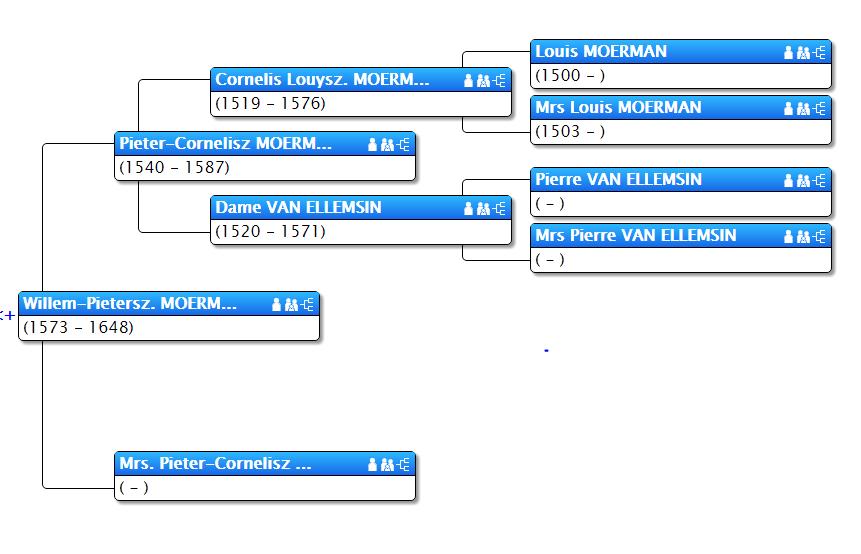 Louis MOERMAN
(1500 - )
Cornelis Louysz. MOERM...
(1519 - 1576)
Mrs Louis MOERMAN
(1503 - )
Pieter-Cornelisz MOERM...
(1540 - 1587)
Pierre VAN ELLEMSIN
( - )
Dame VAN ELLEMSIN
(1520 - 1571)
Mrs Pierre VAN ELLEMSIN
( - )
Willem-Pietersz. MOERM...
<+
(1573 - 1648)
Mrs. Pieter-Cornelisz ...
( - )